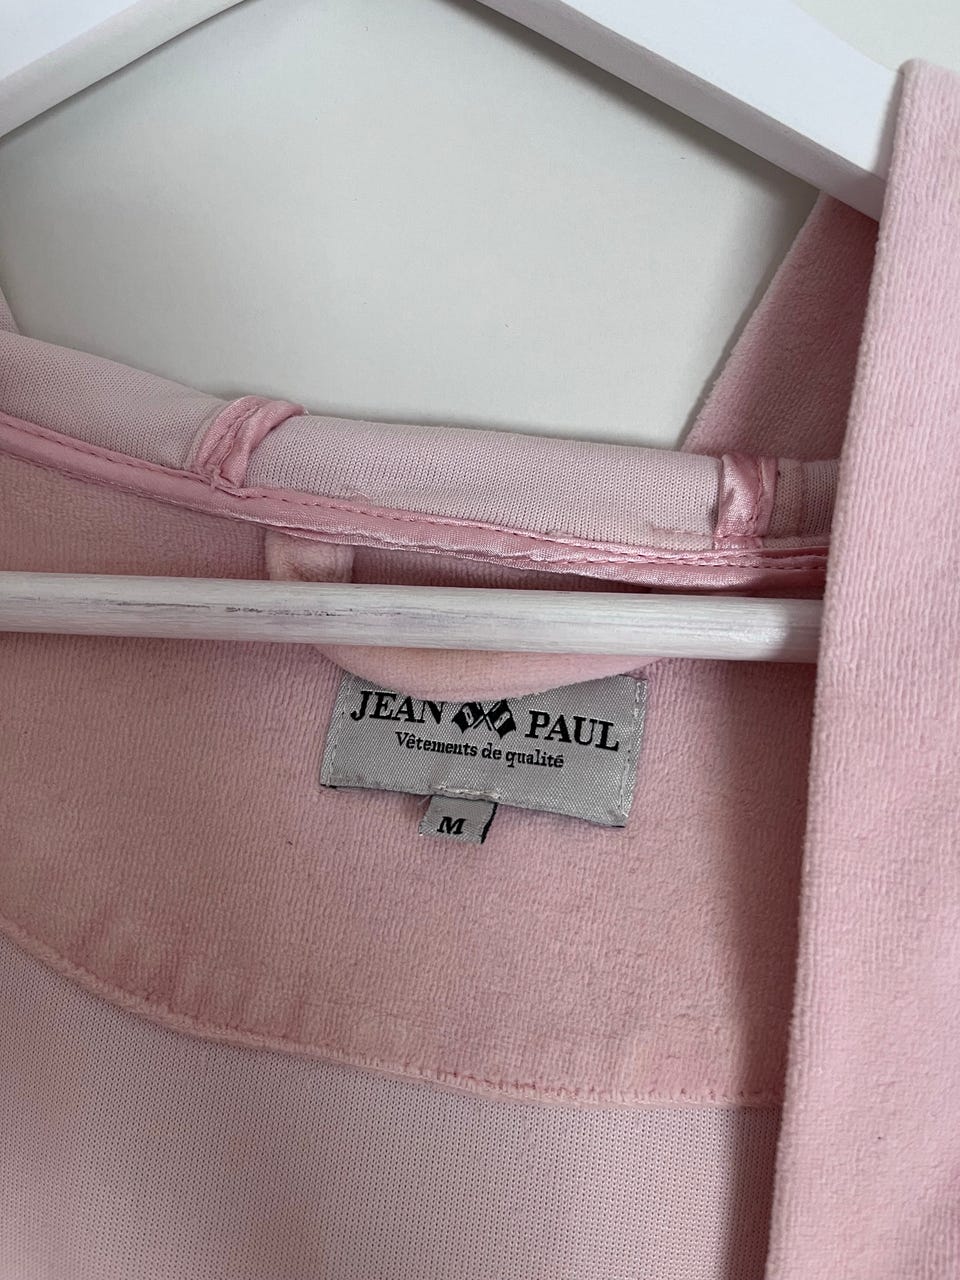 JEAN PAUL
Vêtements de qualité
M